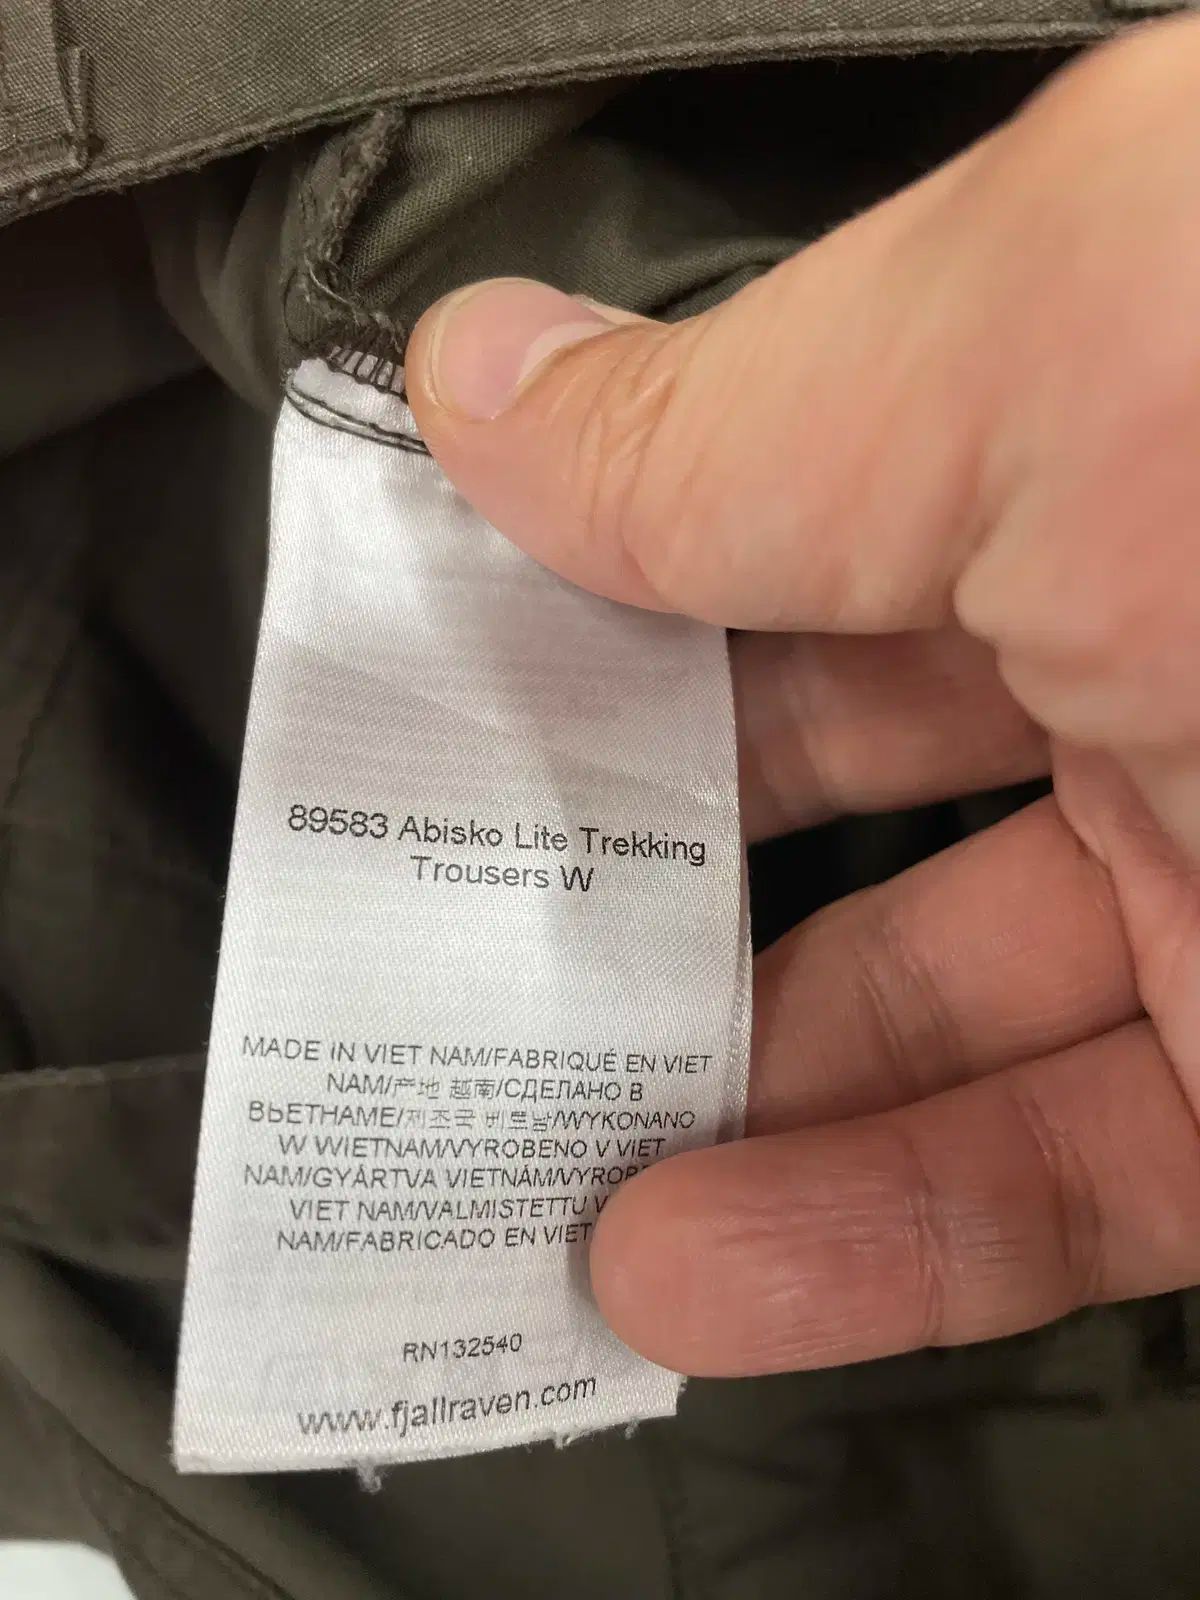 89583 Abisko Lite Trekking
Trousers W
MADE IN VIET NAM/FABRIQUÉ EN VIET
NAM/产地 越南/СДЕЛАНО В
ВЬЕТНАМЕ/제조국 베트남/WYKONANO
W WIETNAM/VYROBENO V VIET
NAM/GYÁRTVA VIETNÁM/VYROB
VIET NAM/VALMISTETTU V
NAM/FABRICADO EN VIET
RN132540
www.fjallraven.com